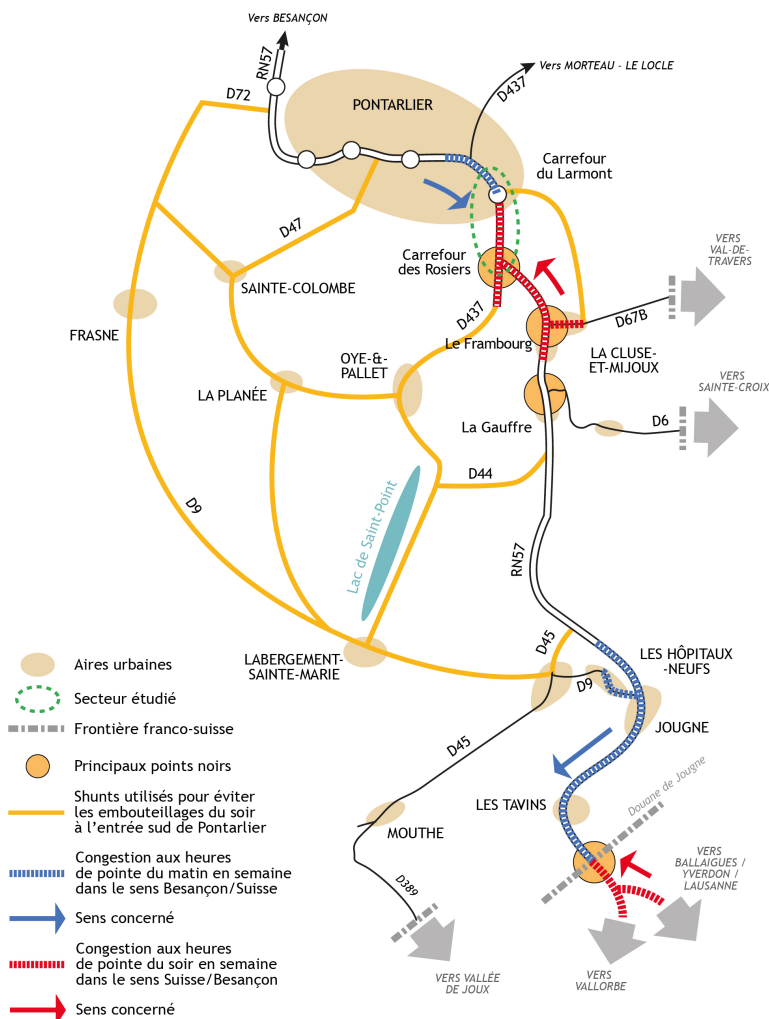 Vers BESANÇON
RN57
Vers MORTEAU - LE LOCLE
D437
D72
PONTARLIER
Carrefour
du Larmont
D47
VERS
VAL-DE-
TRAVERS
Carrefour
des Rosiers
SAINTE-COLOMBE
D437
D67B
FRASNE
Le Frambourg
LA CLUSE-
ET-MIJOUX
OYE-&-
PALLET
VERS
SAINTE-CROIX
LA PLANÉE
La Gauffre
D6
D44
D9
Lac de Saint-Point
RN57
D45
LES HÔPITAUX
-NEUFS
LABERGEMENT-
SAINTE-MARIE
D9
JOUGNE
D45
Douane de Jougne
LES TAVINS
MOUTHE
VERS
BALLAIGUES /
YVERDON /
LAUSANNE
D389
VERS VALLÉE
DE JOUX
VERS
VALLORBE
Aires urbaines
Secteur étudié
Frontière franco-suisse
Principaux points noirs
Shunts utilisés pour éviter
les embouteillages du soir
à l'entrée sud de Pontarlier
Congestion aux heures
de pointe du matin en semaine
dans le sens Besançon/Suisse
Sens concerné
Congestion aux heures
de pointe du soir en semaine
dans le sens Suisse/Besançon
Sens concerné